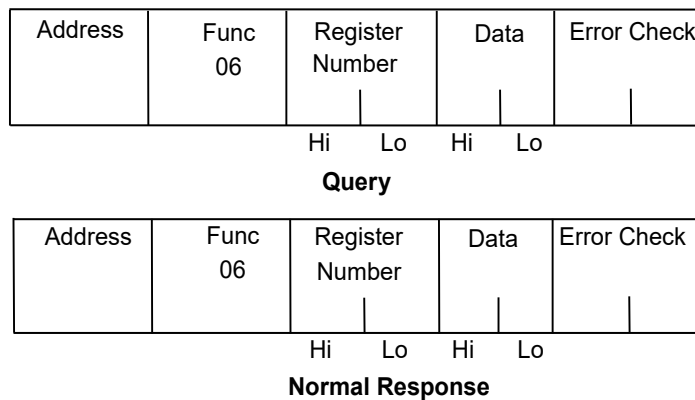 Address Func Register Data Error Check
06 Number
Hi Lo Hi Lo
Query
Address Func Register Data Error Check
06 Number
Hi Lo Hi Lo
Normal Response